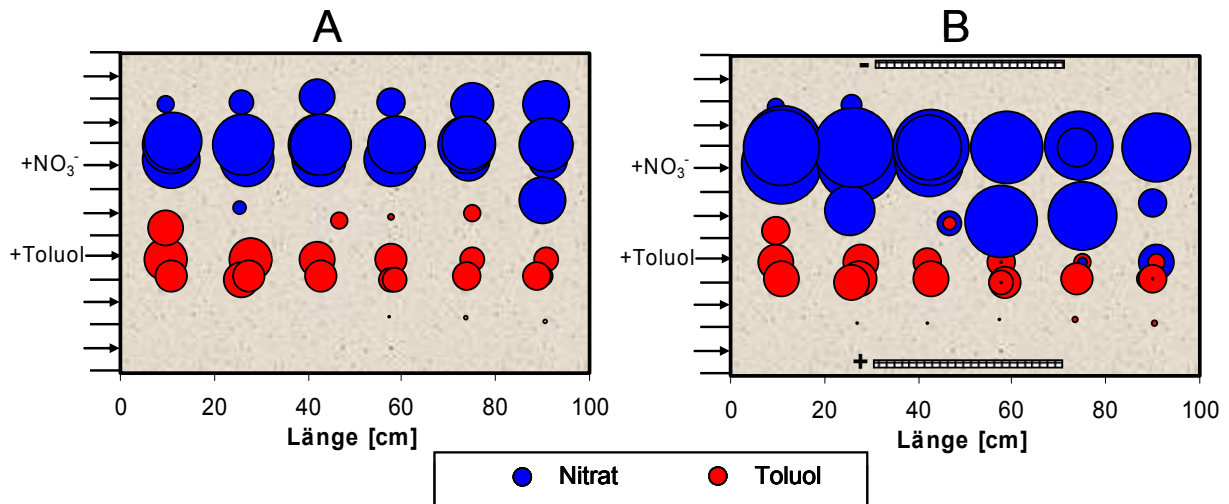 A
B
-
+NO₃⁻
+NO₃⁻
+Toluol
+Toluol
+
0 20 40 60 80 100
0 20 40 60 80 100
Länge [cm]
Länge [cm]
Nitrat Toluol